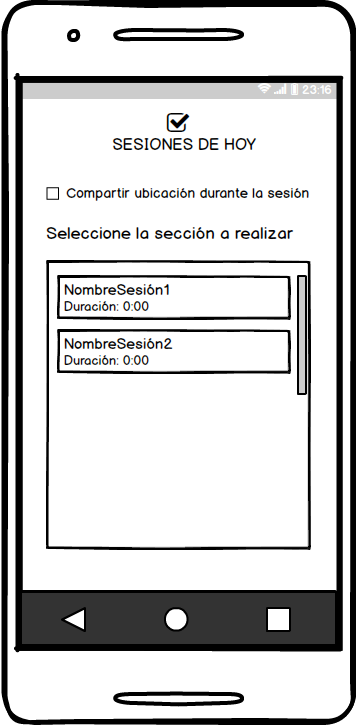 23:16
SESIONES DE HOY
Compartir ubicación durante la sesión
Seleccione la sección a realizar
NombreSesión1
Duración: 0:00
NombreSesión2
Duración: 0:00